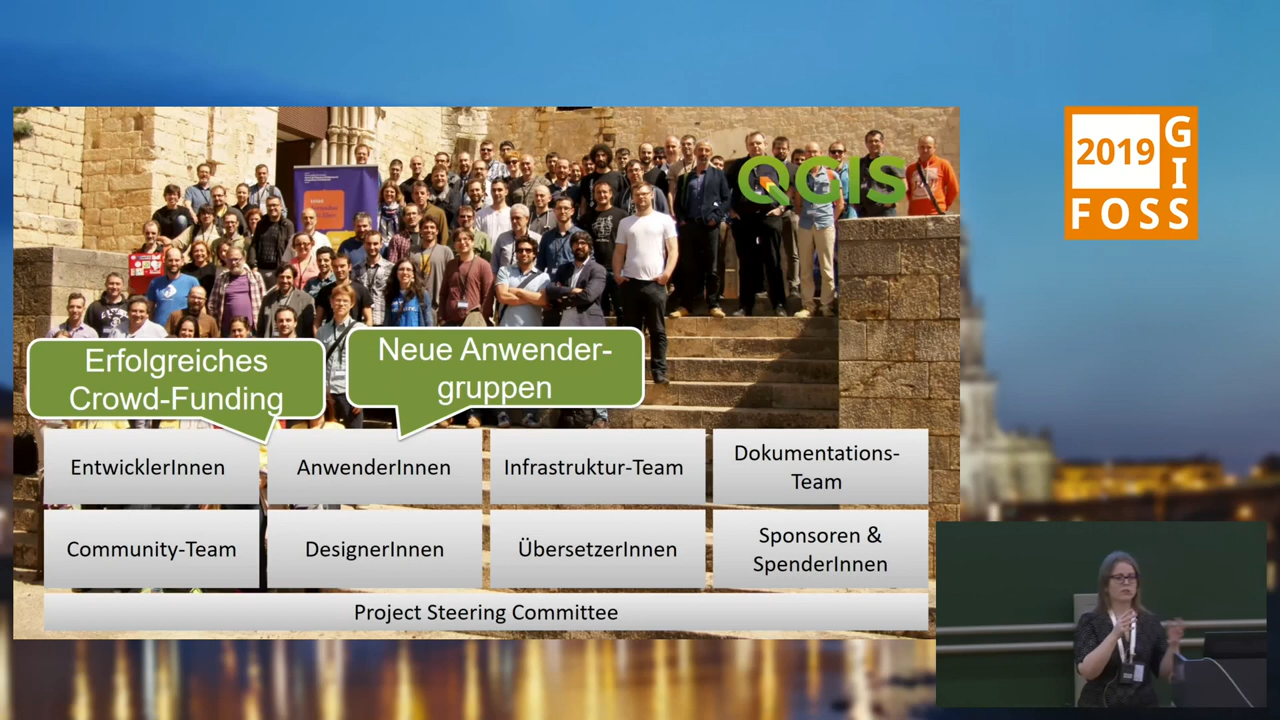 QGIS
2019
GIS
FOSS
Erfolgreiches
Crowd-Funding
Neue Anwender-
gruppen
EntwicklerInnen
AnwenderInnen
Infrastruktur-Team
Dokumentations-
Team
Community-Team
DesignerInnen
ÜbersetzerInnen
Sponsoren &
SpenderInnen
Project Steering Committee